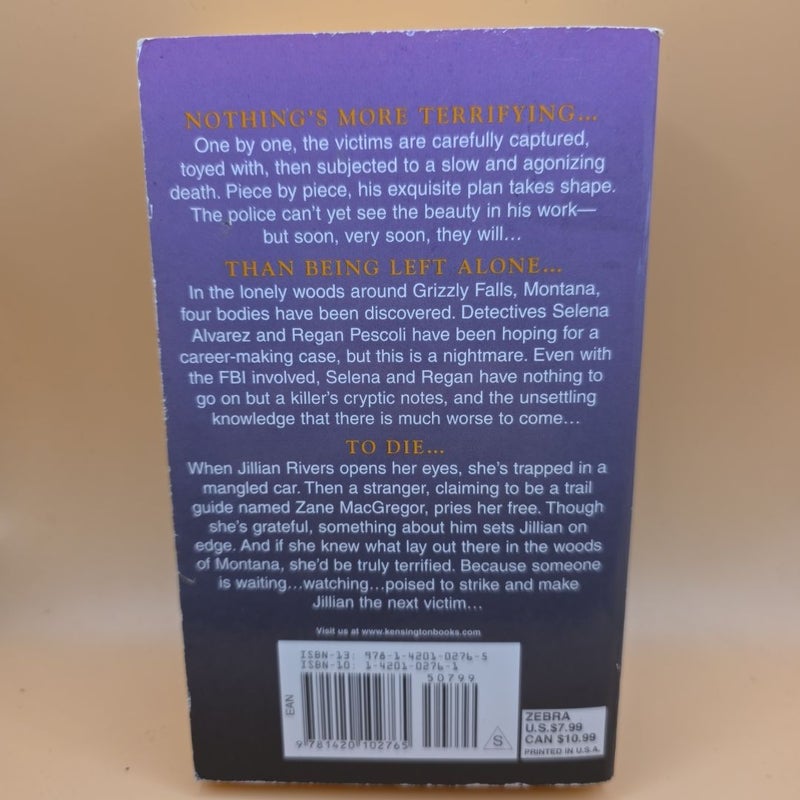 NOTHING'S MORE TERRIFYING...
One by one, the victims are carefully captured,
toyed with, then subjected to a slow and agonizing
death. Piece by piece, his exquisite plan takes shape.
The police can't yet see the beauty in his work—
but soon, very soon, they will...
THAN BEING LEFT ALONE...
In the lonely woods around Grizzly Falls, Montana,
four bodies have been discovered. Detectives Selena
Alvarez and Regan Pescoli have been hoping for a
career-making case, but this is a nightmare. Even with
the FBI involved, Selena and Regan have nothing to
go on but a killer's cryptic notes, and the unsettling
knowledge that there is much worse to come...
TO DIE...
When Jillian Rivers opens her eyes, she's trapped in a
mangled car. Then a stranger, claiming to be a trail
guide named Zane MacGregor, pries her free. Though
she's grateful, something about him sets Jillian on
edge. And if she knew what lay out there in the woods
of Montana, she'd be truly terrified. Because someone
is waiting...watching...poised to strike and make
Jillian the next victim...
Visit us at www.kensingtonbooks.com
ISBN-13: 978-1-4201-0276-5
ISBN-10: 1-4201-0276-1
50799
EAN
9 781420 102765
S
ZEBRA
U.S.$7.99
CAN $10.99
PRINTED IN U.S.A.